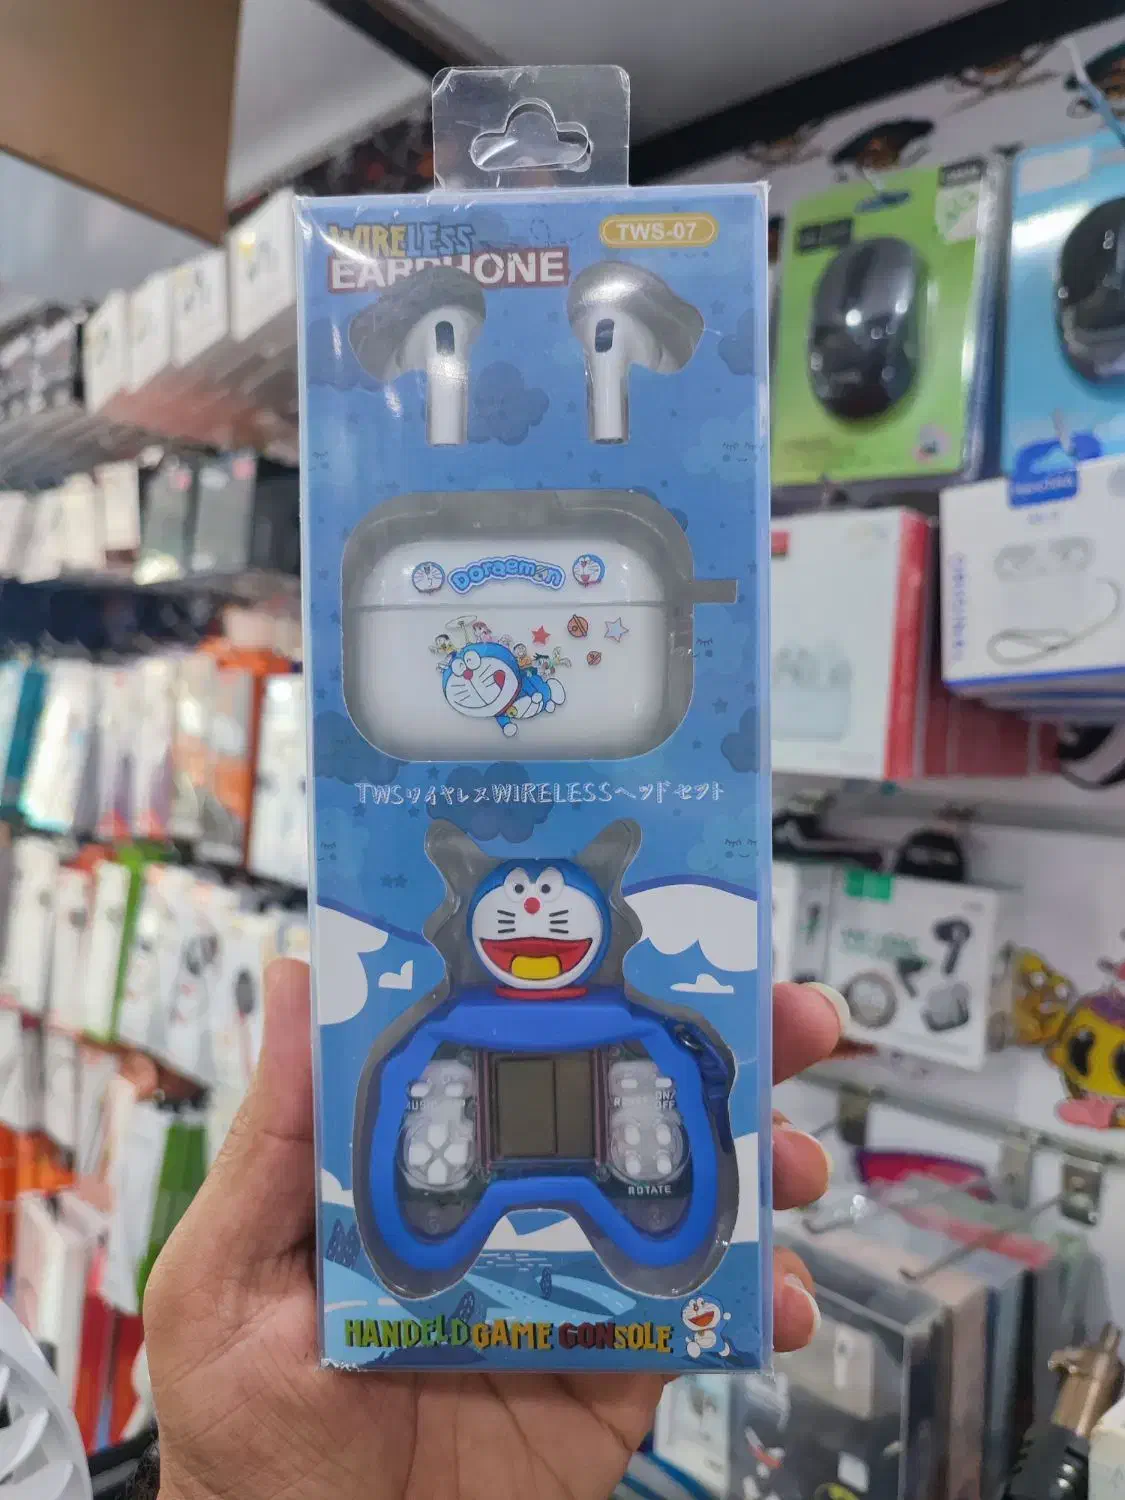 TWS-07
WIRELESS
EARPHONE
Doraemon
TWSワイヤレスWIRELESSヘッドセット
ROTATE
HANDELD GAME CONSOLE